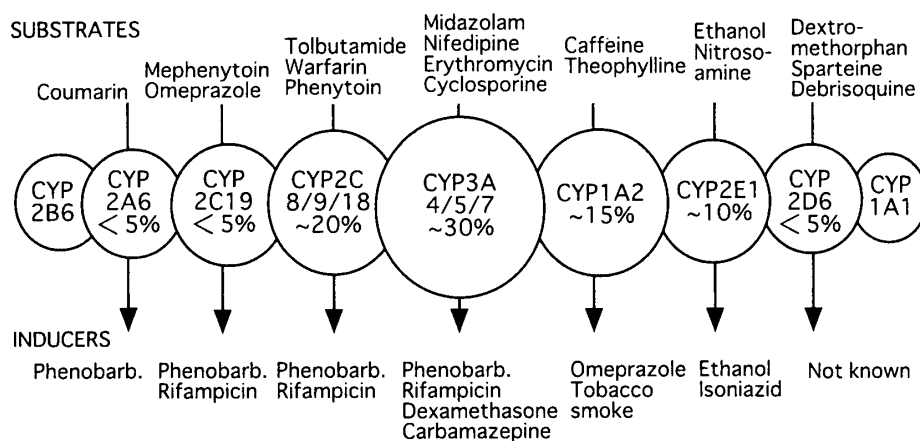 SUBSTRATES
Coumarin
Mephenytoin
Omeprazole
Tolbutamide
Warfarin
Phenytoin
Midazolam
Nifedipine
Erythromycin
Cyclosporine
Caffeine
Theophylline
Ethanol
Nitroso-
amine
Dextro-
methorphan
Sparteine
Debrisoquine
CYP
2B6
CYP
2A6
< 5%
CYP
2C19
< 5%
CYP2C
8/9/18
~20%
CYP3A
4/5/7
~30%
CYP1A2
~15%
CYP2E1
~10%
CYP
2D6
< 5%
CYP
1A1
INDUCERS
Phenobarb.
Phenobarb.
Rifampicin
Phenobarb.
Rifampicin
Phenobarb.
Rifampicin
Dexamethasone
Carbamazepine
Omeprazole
Tobacco
smoke
Ethanol
Isoniazid
Not known